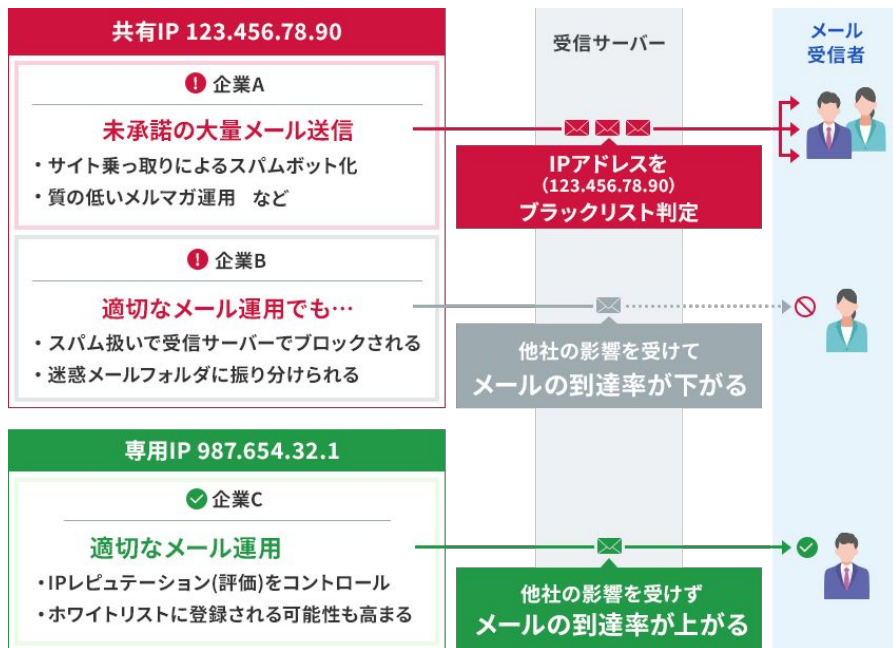 共有IP 123.456.78.90
企業A
未承諾の大量メール送信
・サイト乗っ取りによるスパムボット化
・質の低いメルマガ運用 など
企業B
適切なメール運用でも…
・スパム扱いで受信サーバーでブロックされる
・迷惑メールフォルダに振り分けられる
専用IP 987.654.32.1
企業C
適切なメール運用
・IPレピュテーション(評価)をコントロール
・ホワイトリストに登録される可能性も高まる
受信サーバー
IPアドレスを
(123.456.78.90)
ブラックリスト判定
他社の影響を受けて
メールの到達率が下がる
他社の影響を受けず
メールの到達率が上がる
メール
受信者